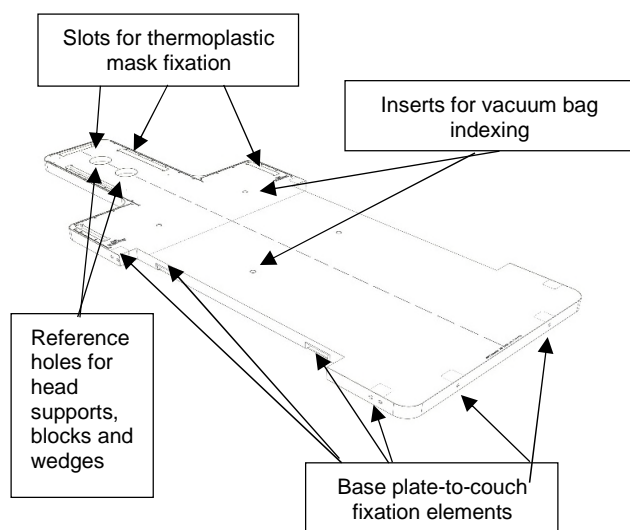 Slots for thermoplastic
mask fixation
Inserts for vacuum bag
indexing
Reference
holes for
head
supports,
blocks and
wedges
Base plate-to-couch
fixation elements